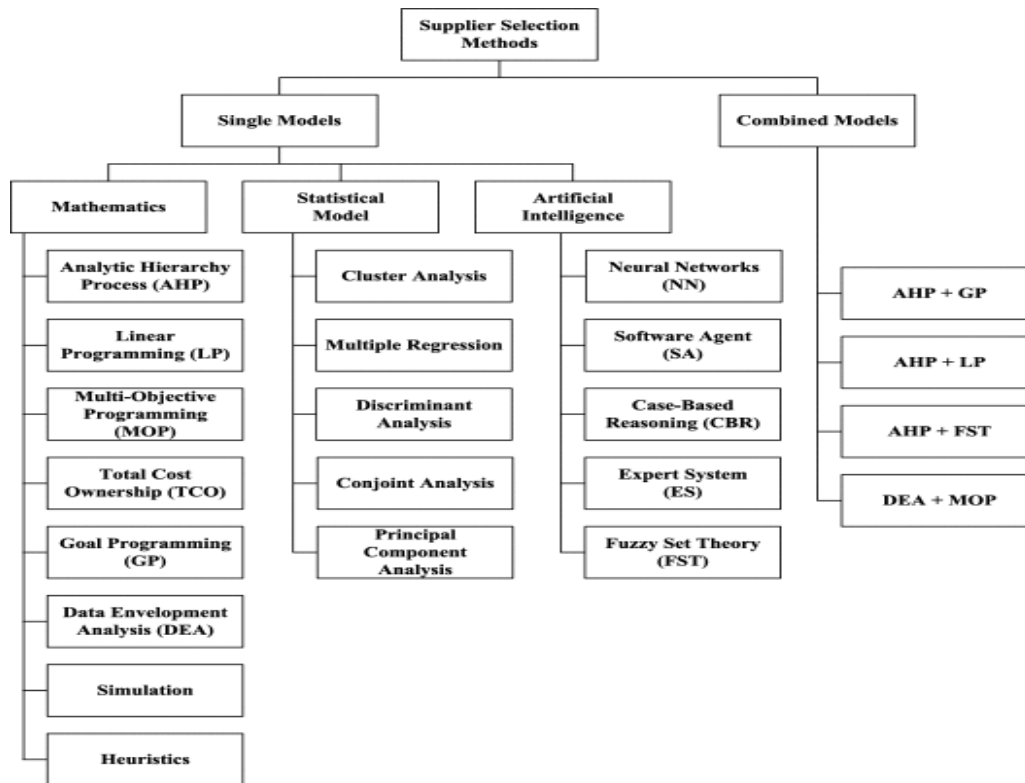 Supplier Selection
Methods
Single Models
Combined Models
Mathematics
Statistical
Model
Artificial
Intelligence
Analytic Hierarchy
Process (AHP)
Linear
Programming (LP)
Multi-Objective
Programming
(MOP)
Total Cost
Ownership (TCO)
Goal Programming
(GP)
Data Envelopment
Analysis (DEA)
Simulation
Heuristics
Cluster Analysis
Multiple Regression
Discriminant
Analysis
Conjoint Analysis
Principal
Component
Analysis
Neural Networks
(NN)
Software Agent
(SA)
Case-Based
Reasoning (CBR)
Expert System
(ES)
Fuzzy Set Theory
(FST)
AHP + GP
AHP + LP
AHP + FST
DEA + MOP